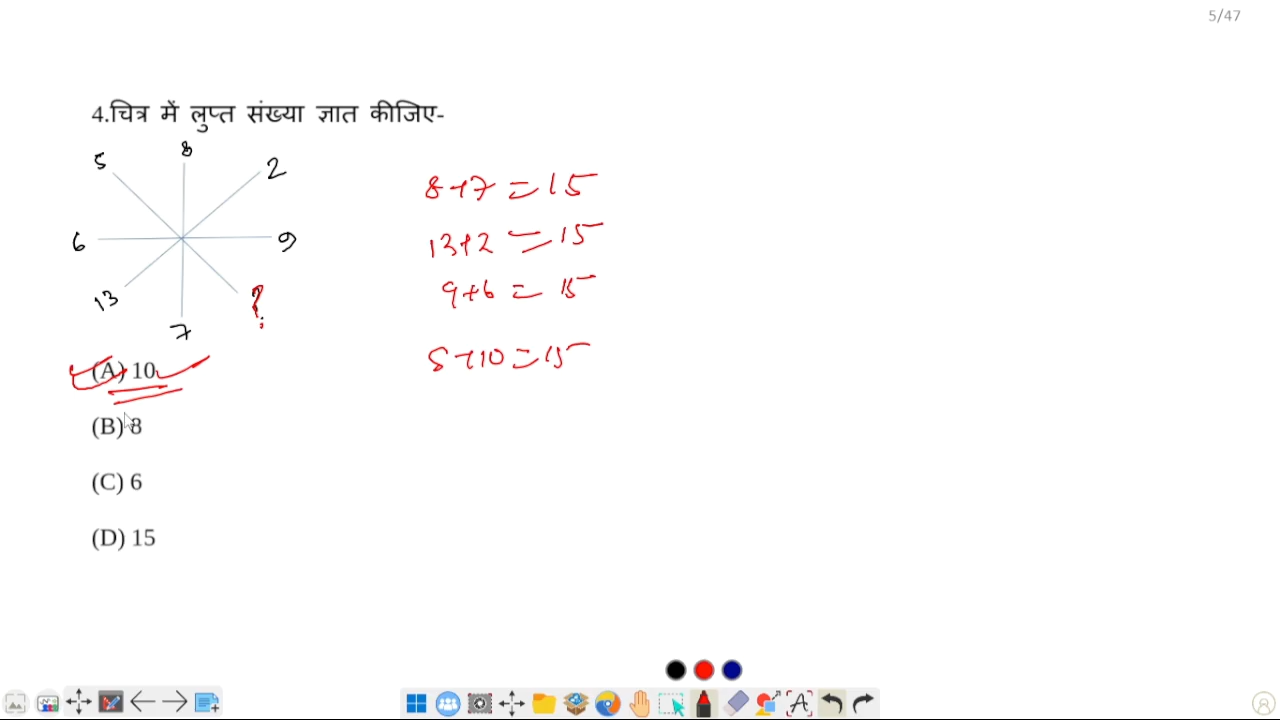 5/47
4.चित्र में लुप्त संख्या ज्ञात कीजिए-
5 8 2
6 9
13 7 ?
8+7=15
13+2=15
9+6=15
5+10=15
(A) 10
(B) 8
(C) 6
(D) 15